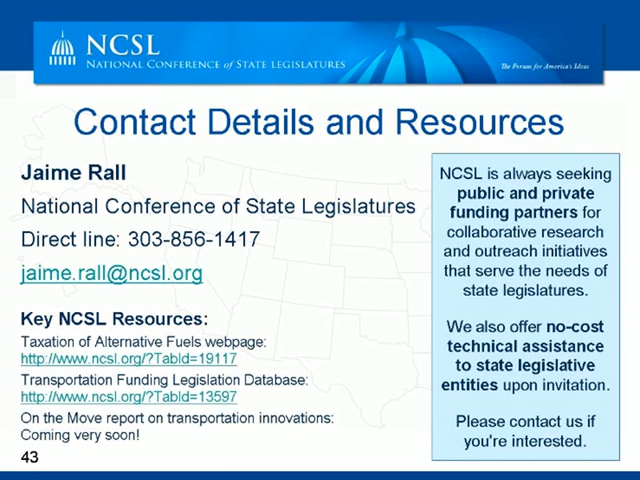 NCSL
NATIONAL CONFERENCE of STATE LEGISLATURES
The Forum for America's Ideas
Contact Details and Resources
Jaime Rall
National Conference of State Legislatures
Direct line: 303-856-1417
jaime.rall@ncsl.org
Key NCSL Resources:
Taxation of Alternative Fuels webpage:
http://www.ncsl.org/?TabId=19117
Transportation Funding Legislation Database:
http://www.ncsl.org/?TabId=13597
On the Move report on transportation innovations:
Coming very soon!
43
NCSL is always seeking
public and private
funding partners for
collaborative research
and outreach initiatives
that serve the needs of
state legislatures.
We also offer no-cost
technical assistance
to state legislative
entities upon invitation.
Please contact us if
you're interested.